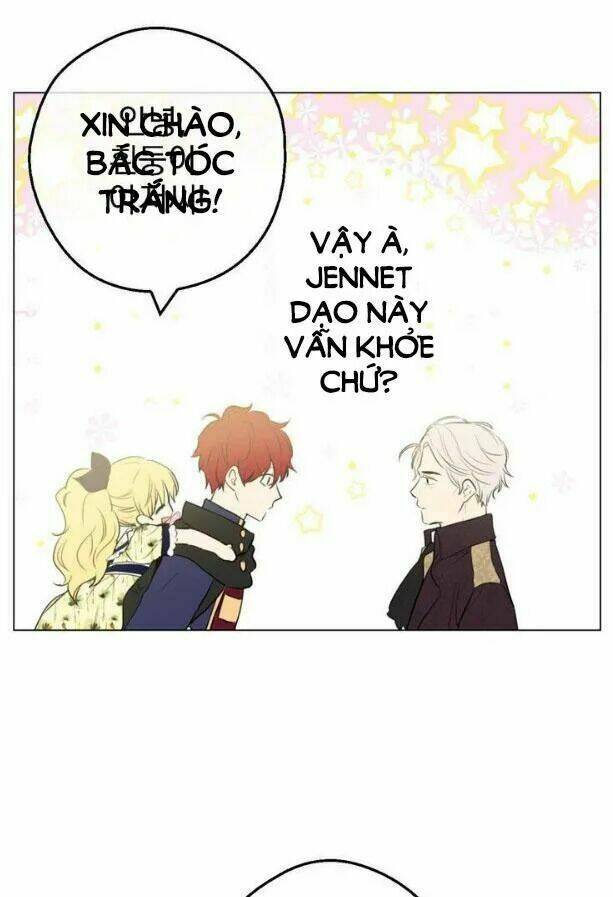 XIN CHÀO,
BÁC TÓC
TRẮNG!
VẬY À,
JENNET
DẠO NÀY
VẪN KHỎE
CHỨ?